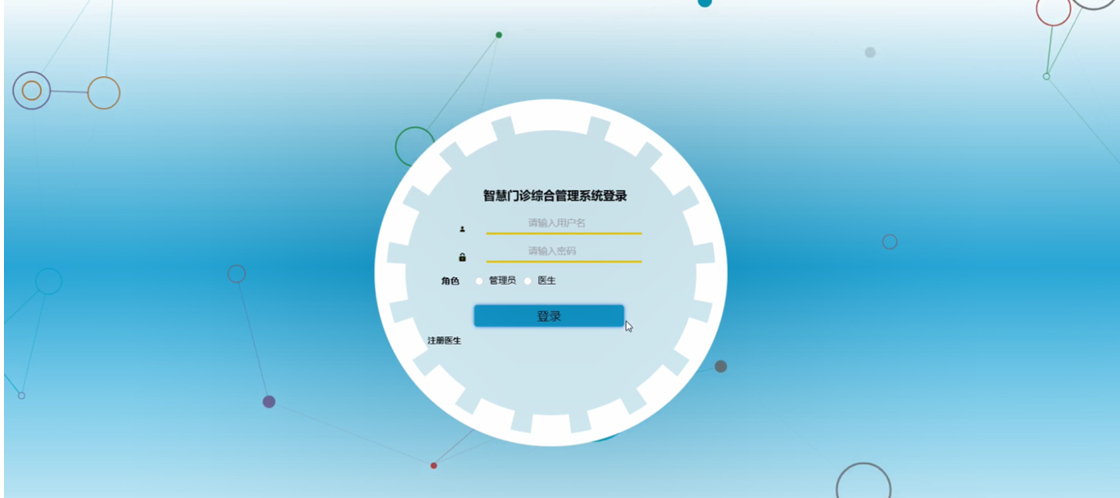 智慧门诊综合管理系统登录
请输入用户名
请输入密码
角色 管理员 医生
登录
注册医生